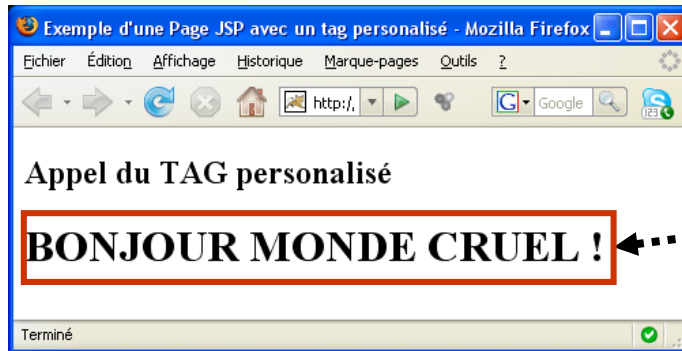 Exemple d'une Page JSP avec un tag personalisé - Mozilla Firefox
Fichier Édition Affichage Historique Marque-pages Outils ?
http:/, G Google 123
Appel du TAG personalisé
BONJOUR MONDE CRUEL !
Terminé